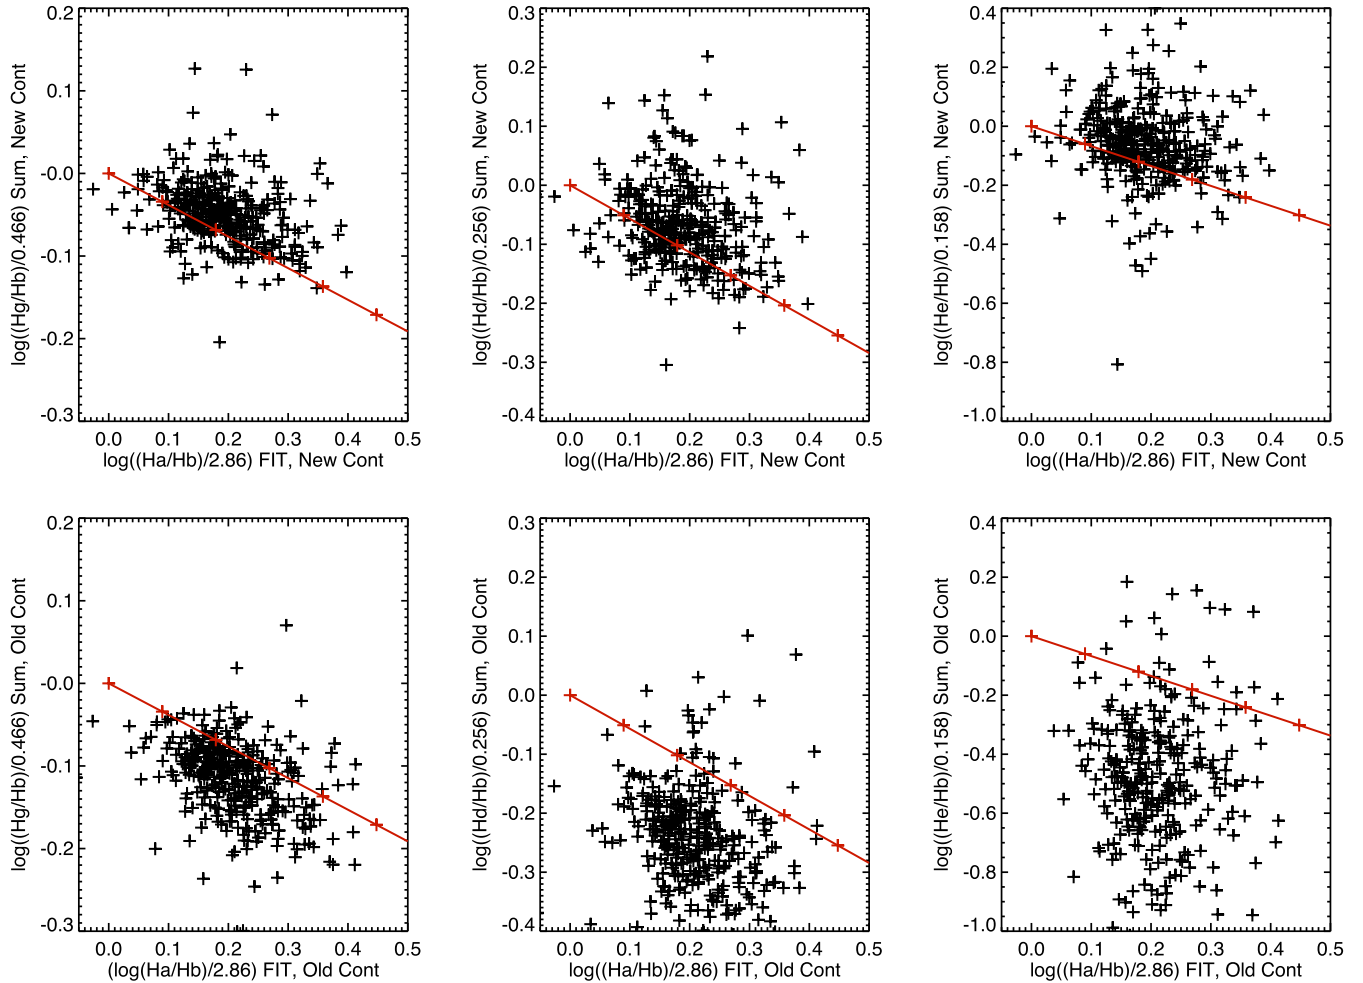 0.2
0.1
-0.0
-0.1
-0.2
-0.3
log((Hg/Hb)/0.466) Sum, New Cont
0.0 0.1 0.2 0.3 0.4 0.5
log((Ha/Hb)/2.86) FIT, New Cont
0.3
0.2
0.1
0.0
-0.1
-0.2
-0.3
-0.4
log((Hd/Hb)/0.256) Sum, New Cont
0.0 0.1 0.2 0.3 0.4 0.5
log((Ha/Hb)/2.86) FIT, New Cont
0.4
0.2
0.0
-0.2
-0.4
-0.6
-0.8
-1.0
log((He/Hb)/0.158) Sum, New Cont
0.0 0.1 0.2 0.3 0.4 0.5
log((Ha/Hb)/2.86) FIT, New Cont
0.2
0.1
-0.0
-0.1
-0.2
-0.3
log((Hg/Hb)/0.466) Sum, Old Cont
0.0 0.1 0.2 0.3 0.4 0.5
(log(Ha/Hb)/2.86) FIT, Old Cont
0.3
0.2
0.1
0.0
-0.1
-0.2
-0.3
-0.4
log((Hd/Hb)/0.256) Sum, Old Cont
0.0 0.1 0.2 0.3 0.4 0.5
log((Ha/Hb)/2.86) FIT, Old Cont
0.4
0.2
0.0
-0.2
-0.4
-0.6
-0.8
-1.0
log((He/Hb)/0.158) Sum, Old Cont
0.0 0.1 0.2 0.3 0.4 0.5
log((Ha/Hb)/2.86) FIT, Old Cont